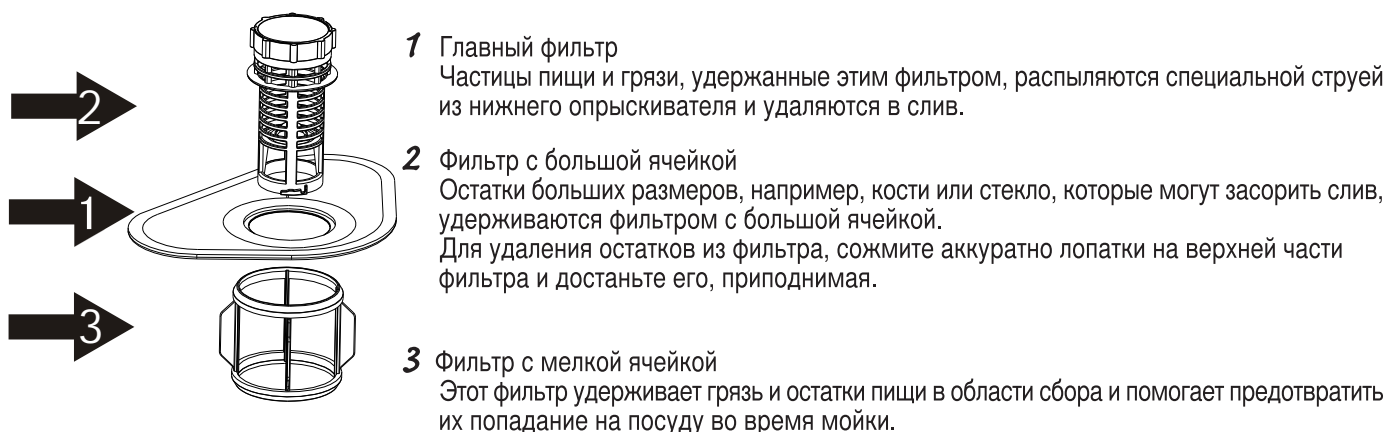 1 Главный фильтр
Частицы пищи и грязи, удержанные этим фильтром, распыляются специальной струей
из нижнего опрыскивателя и удаляются в слив.
2 Фильтр с большой ячейкой
Остатки больших размеров, например, кости или стекло, которые могут засорить слив,
удерживаются фильтром с большой ячейкой.
Для удаления остатков из фильтра, сожмите аккуратно лопатки на верхней части
фильтра и достаньте его, приподнимая.
3 Фильтр с мелкой ячейкой
Этот фильтр удерживает грязь и остатки пищи в области сбора и помогает предотвратить
их попадание на посуду во время мойки.
2
1
3